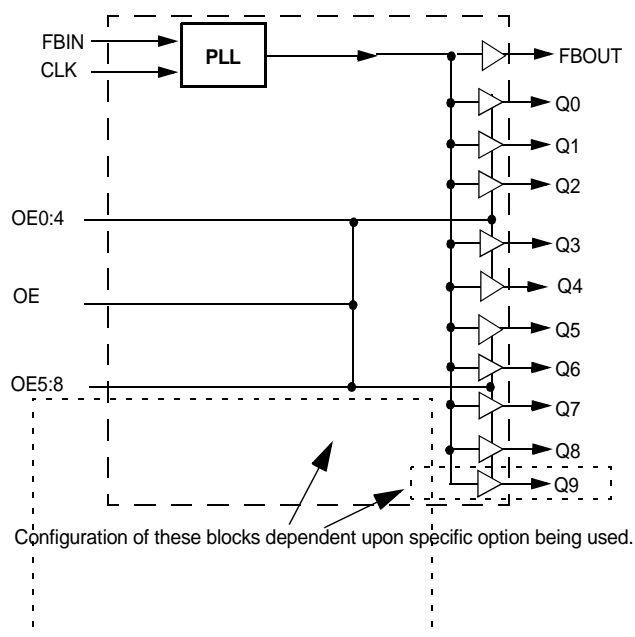 FBIN
CLK
PLL
FBOUT
Q0
Q1
Q2
OE0:4
Q3
OE
Q4
Q5
Q6
OE5:8
Q7
Q8
Q9
Configuration of these blocks dependent upon specific option being used.